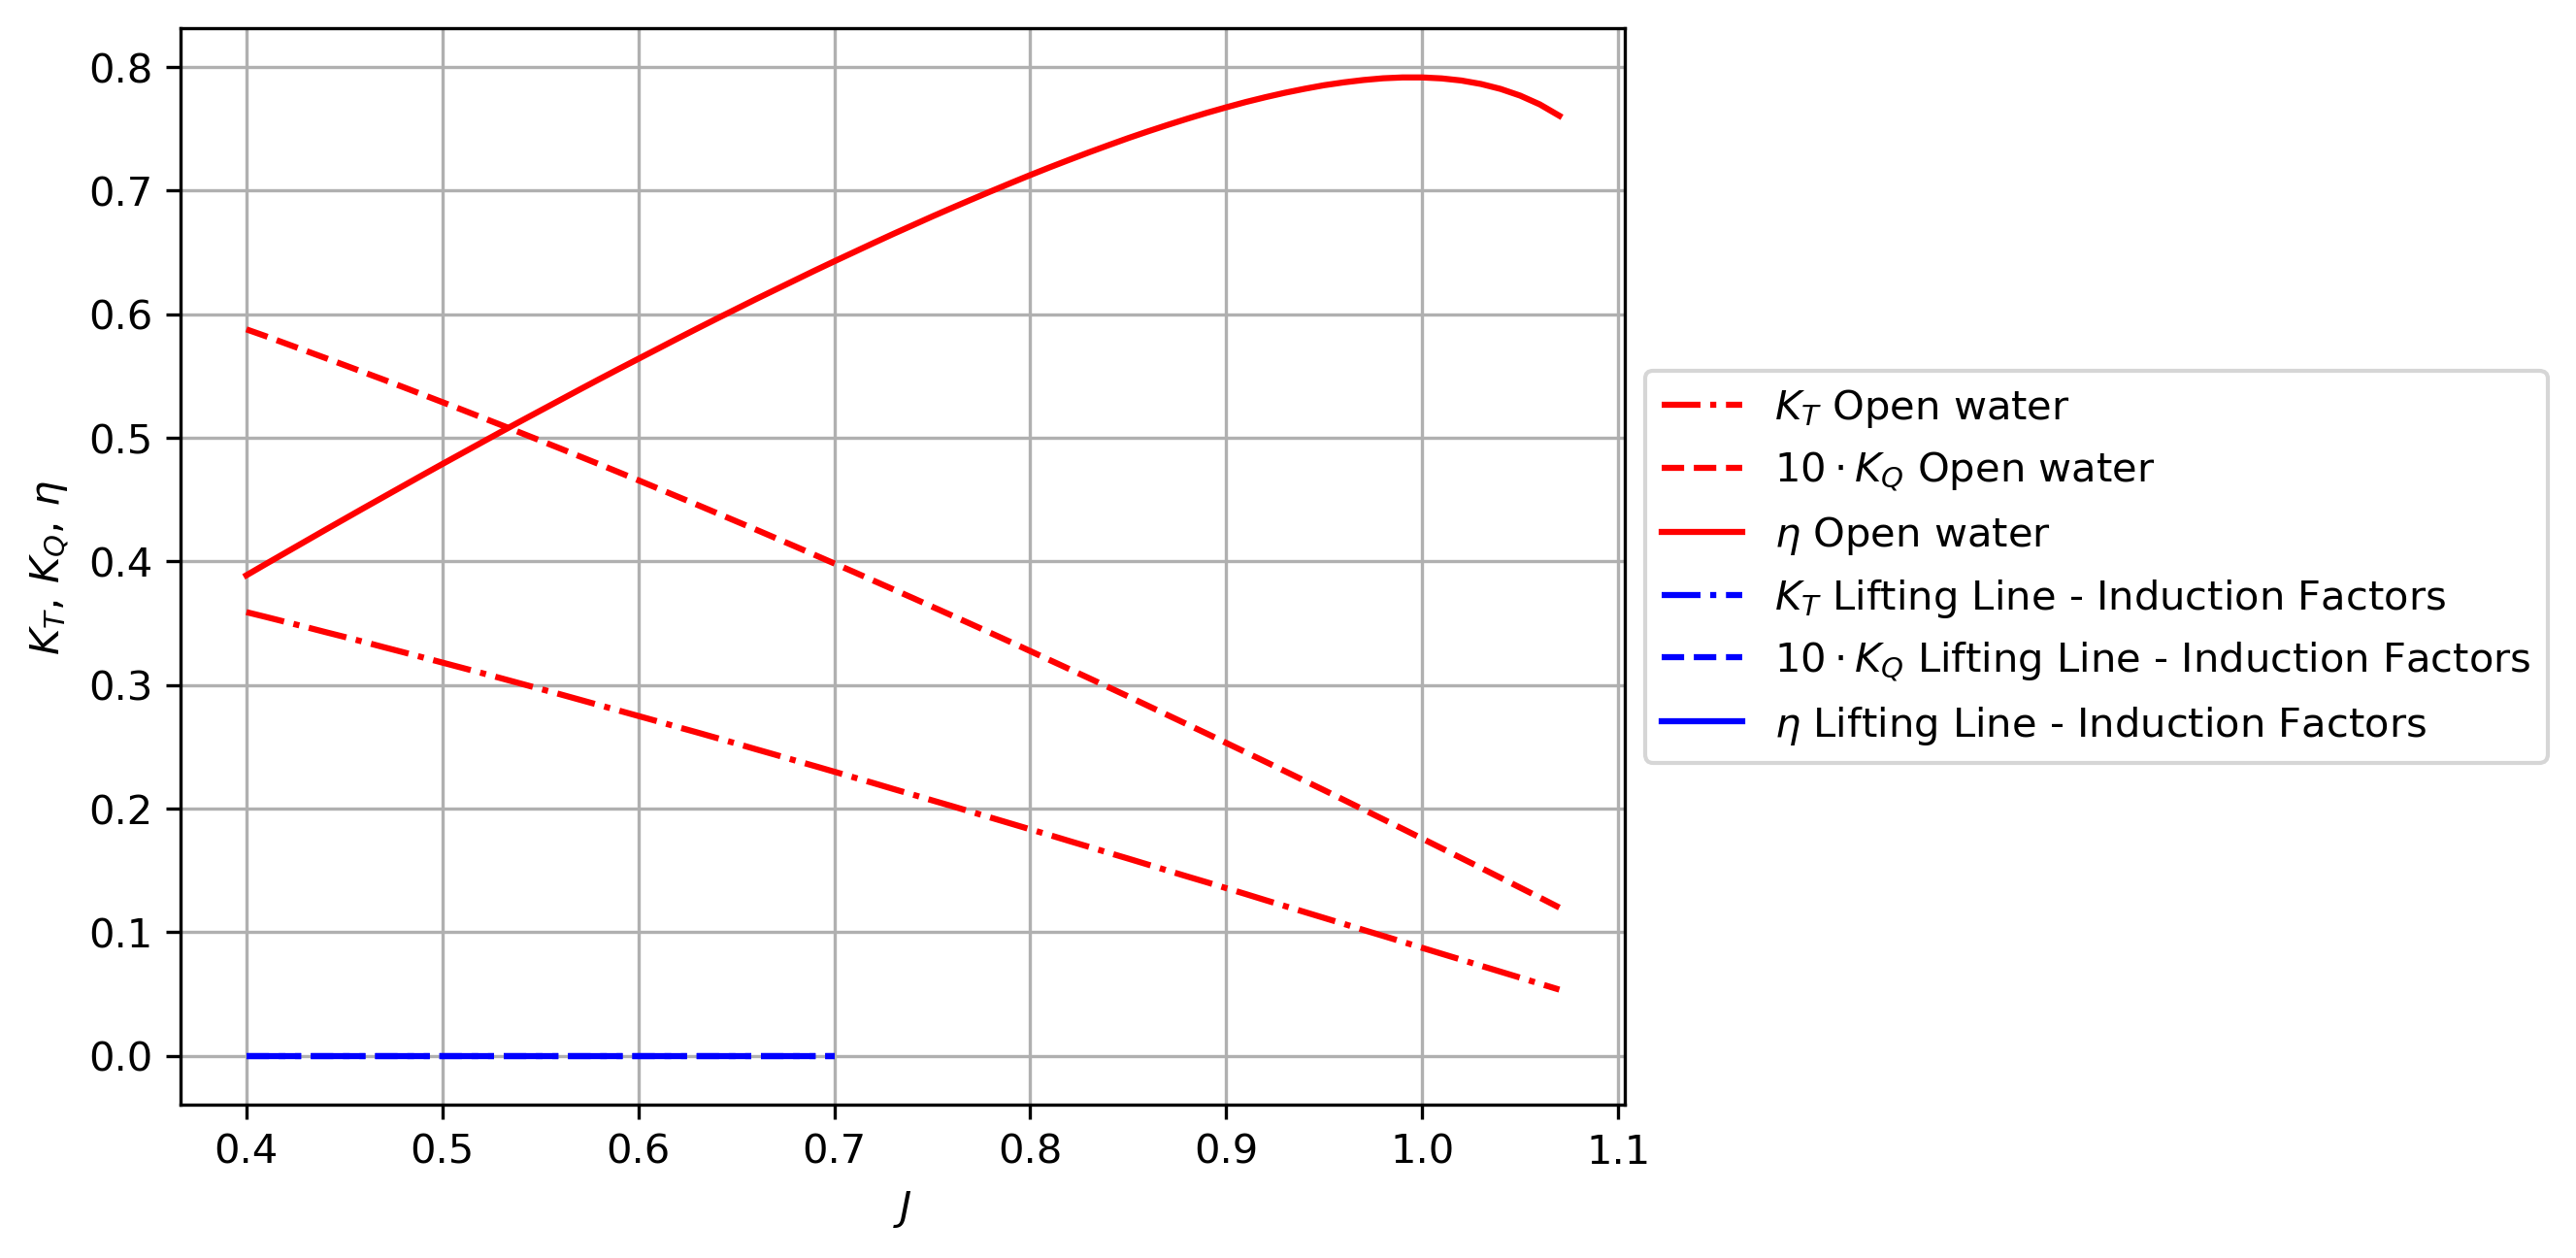 0.8
0.7
0.6
0.5
0.4
0.3
0.2
0.1
0.0
K_T, K_Q, η
0.4 0.5 0.6 0.7 0.8 0.9 1.0 1.1
J
K_T Open water
10 · K_Q Open water
η Open water
K_T Lifting Line - Induction Factors
10 · K_Q Lifting Line - Induction Factors
η Lifting Line - Induction Factors